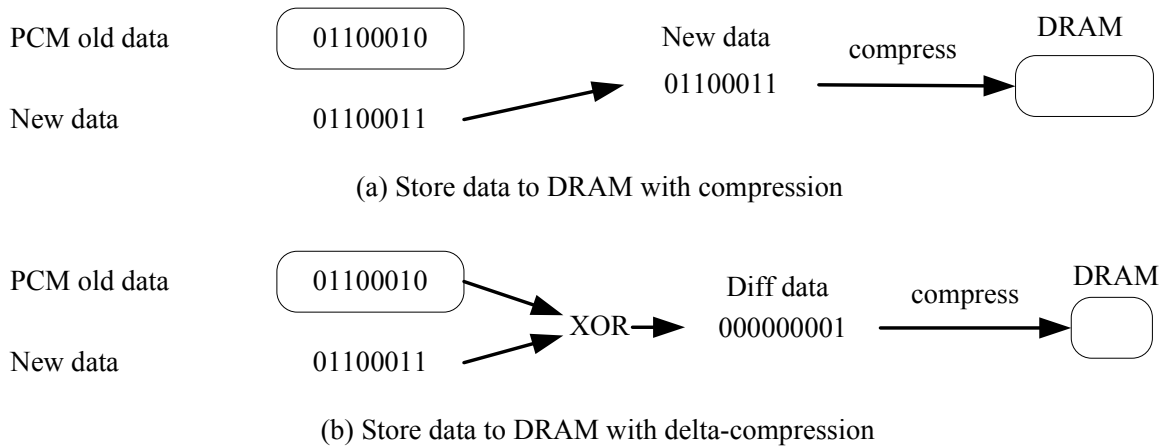 PCM old data 01100010 DRAM
New data compress
01100011
New data 01100011
(a) Store data to DRAM with compression
PCM old data 01100010 DRAM
Diff data compress
XOR 000000001
New data 01100011
(b) Store data to DRAM with delta-compression